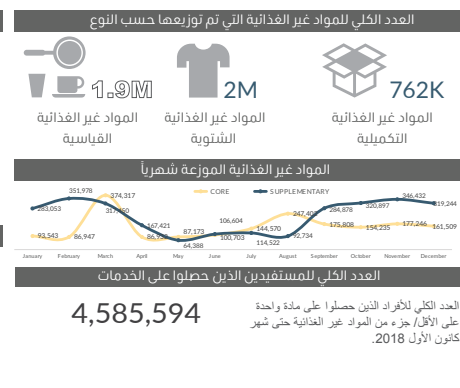 العدد الكلي للمواد غير الغذائية التي تم توزيعها حسب النوع
762K
2M
1.9M
المواد غير الغذائية
التكميلية
المواد غير الغذائية
الشتوية
المواد غير الغذائية
القياسية
المواد غير الغذائية الموزعة شهرياً
CORE SUPPLEMENTARY
283,053 351,978 167,421 64,388 100,703 114,522 92,734 284,878 320,897 346,432 319,244
93,543 86,947 374,317 87,173 106,604 144,570 175,808 154,235 177,246 161,509
January February March April May June July August September October November December
العدد الكلي للمستفيدين الذين حصلوا على الخدمات
العدد الكلي للأفراد الذين حصلوا على مادة واحدة
على الأقل/ جزء من المواد غير الغذائية حتى شهر
كانون الأول 2018.
4,585,594